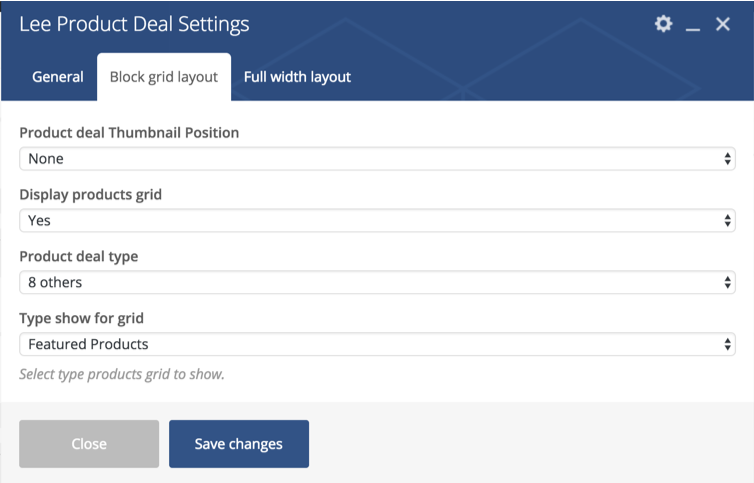 Lee Product Deal Settings
General Block grid layout Full width layout
Product deal Thumbnail Position
None
Display products grid
Yes
Product deal type
8 others
Type show for grid
Featured Products
Select type products grid to show.
Close Save changes